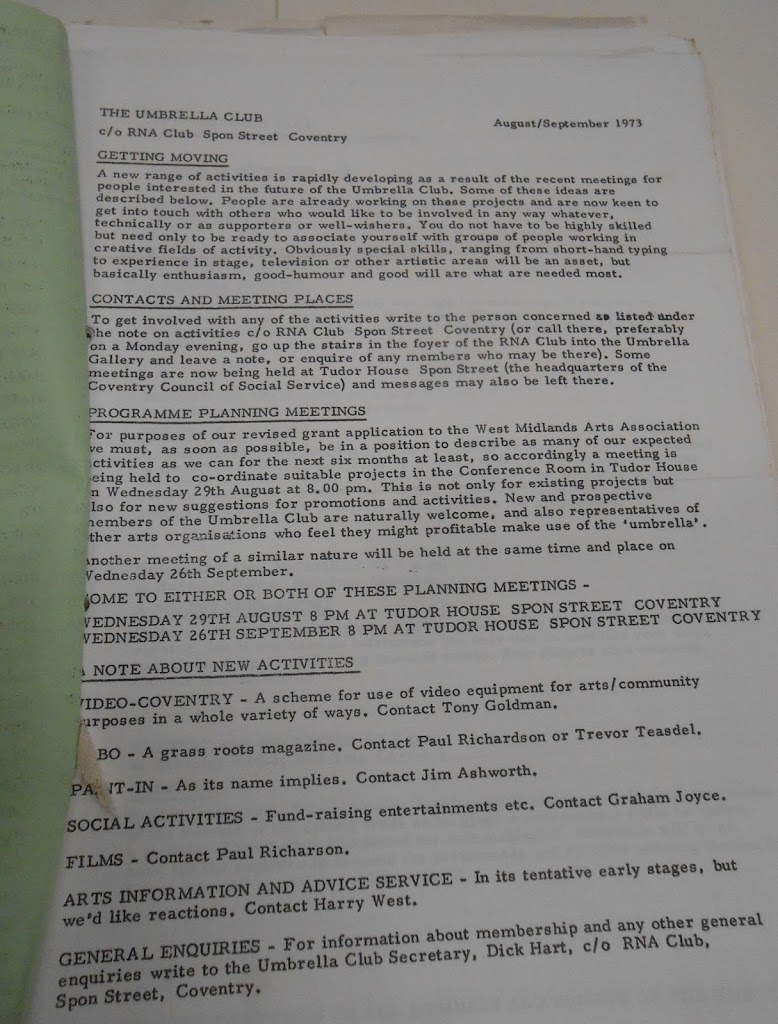 THE UMBRELLA CLUB
August/September 1973
c/o RNA Club Spon Street Coventry
GETTING MOVING
A new range of activities is rapidly developing as a result of the recent meetings for
people interested in the future of the Umbrella Club. Some of these ideas are
described below. People are already working on these projects and are now keen to
get into touch with others who would like to be involved in any way whatever,
technically or as supporters or well-wishers. You do not have to be highly skilled
but need only to be ready to associate yourself with groups of people working in
creative fields of activity. Obviously special skills, ranging from short-hand typing
to experience in stage, television or other artistic areas will be an asset, but
basically enthusiasm, good-humour and good will are what are needed most.
CONTACTS AND MEETING PLACES
To get involved with any of the activities write to the person concerned as listed under
the note on activities c/o RNA Club Spon Street Coventry (or call there, preferably
on a Monday evening, go up the stairs in the foyer of the RNA Club into the Umbrella
Gallery and leave a note, or enquire of any members who may be there). Some
meetings are now being held at Tudor House Spon Street (the headquarters of the
Coventry Council of Social Service) and messages may also be left there.
PROGRAMME PLANNING MEETINGS
For purposes of our revised grant application to the West Midlands Arts Association
we must, as soon as possible, be in a position to describe as many of our expected
activities as we can for the next six months at least, so accordingly a meeting is
eing held to co-ordinate suitable projects in the Conference Room in Tudor House
n Wednesday 29th August at 8.00 pm. This is not only for existing projects but
lso for new suggestions for promotions and activities. New and prospective
members of the Umbrella Club are naturally welcome, and also representatives of
ther arts organisations who feel they might profitable make use of the 'umbrella'.
Another meeting of a similar nature will be held at the same time and place on
Wednesday 26th September.
OME TO EITHER OR BOTH OF THESE PLANNING MEETINGS -
WEDNESDAY 29TH AUGUST 8 PM AT TUDOR HOUSE SPON STREET COVENTRY
WEDNESDAY 26TH SEPTEMBER 8 PM AT TUDOR HOUSE SPON STREET COVENTRY
A NOTE ABOUT NEW ACTIVITIES
VIDEO-COVENTRY - A scheme for use of video equipment for arts/community
urposes in a whole variety of ways. Contact Tony Goldman.
BO - A grass roots magazine. Contact Paul Richardson or Trevor Teasdel.
PAINT-IN - As its name implies. Contact Jim Ashworth.
SOCIAL ACTIVITIES - Fund-raising entertainments etc. Contact Graham Joyce.
FILMS - Contact Paul Richarson.
ARTS INFORMATION AND ADVICE SERVICE - In its tentative early stages, but
we'd like reactions. Contact Harry West.
GENERAL ENQUIRIES - For information about membership and any other general
enquiries write to the Umbrella Club Secretary, Dick Hart, c/o RNA Club,
Spon Street, Coventry.